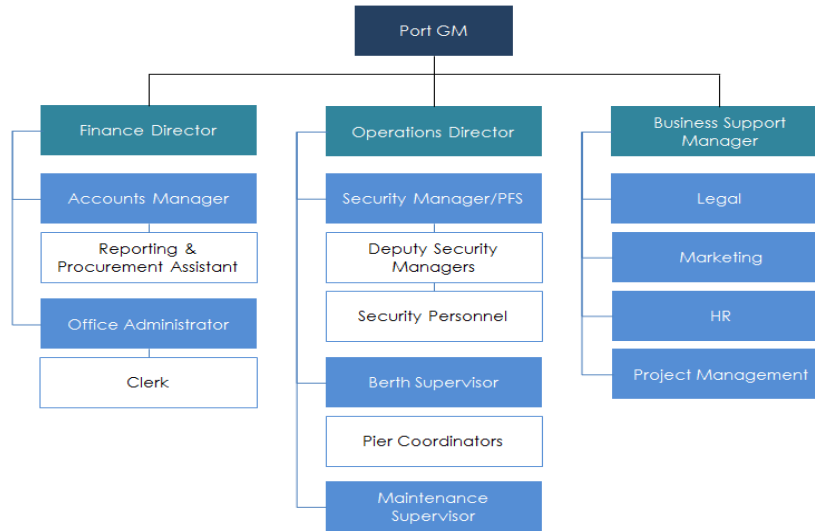 Port GM
Finance Director
Operations Director
Business Support
Manager
Accounts Manager
Security Manager/PFS
Legal
Reporting &
Procurement Assistant
Deputy Security
Managers
Marketing
Office Administrator
Security Personnel
HR
Clerk
Berth Supervisor
Project Management
Pier Coordinators
Maintenance
Supervisor